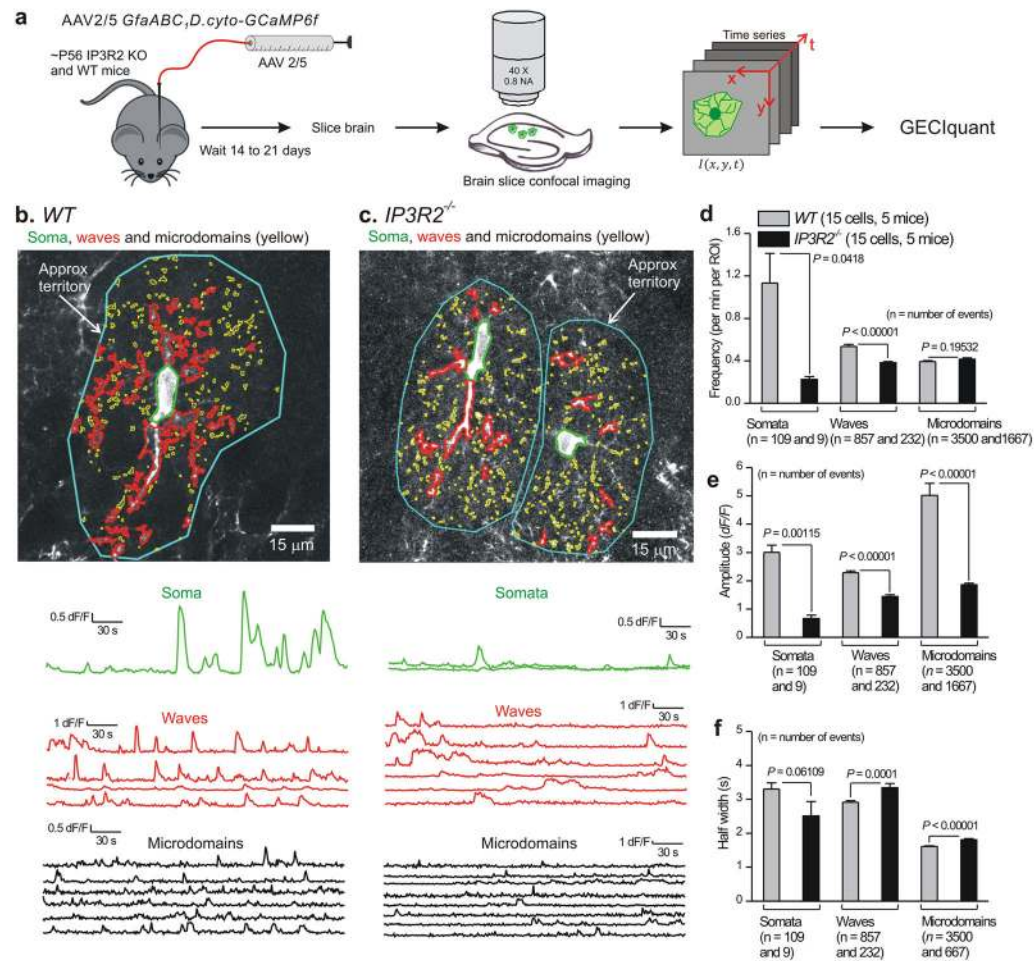 a
AAV2/5 GfaABC₁D.cyto-GCaMP6f
~P56 IP3R2 KO
and WT mice
AAV 2/5
Wait 14 to 21 days
Slice brain
40 X
0.8 NA
Brain slice confocal imaging
Time series
t
x
y
I(x, y, t)
GECIquant
b. WT
Soma, waves and microdomains (yellow)
Approx
territory
15 μm
c. IP3R2⁻/⁻
Soma, waves and microdomains (yellow)
Approx
territory
15 μm
Soma
0.5 dF/F
30 s
Somata
0.5 dF/F
30 s
Waves
1 dF/F
30 s
Waves
1 dF/F
30 s
Microdomains
0.5 dF/F
30 s
Microdomains
1 dF/F
30 s
d
WT (15 cells, 5 mice)
IP3R2⁻/⁻ (15 cells, 5 mice)
P = 0.0418
(n = number of events)
P < 0.00001
P = 0.19532
Frequency (per min per ROI)
1.6
1.2
0.8
0.4
0.0
Somata
(n = 109 and 9)
Waves
(n = 857 and 232)
Microdomains
(n = 3500 and1667)
e
(n = number of events)
P < 0.00001
P = 0.00115
P < 0.00001
Amplitude (dF/F)
6
5
4
3
2
1
0
Somata
(n = 109
and 9)
Waves
(n = 857
and 232)
Microdomains
(n = 3500
and 1667)
f
(n = number of events)
P = 0.06109
P = 0.0001
P < 0.00001
Half width (s)
5
4
3
2
1
0
Somata
(n = 109
and 9)
Waves
(n = 857
and 232)
Microdomains
(n = 3500
and 667)